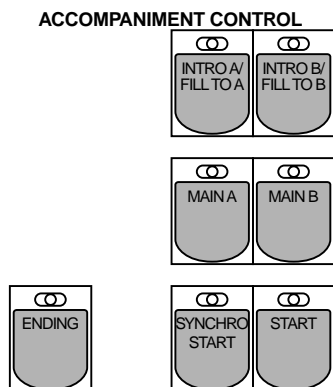 ACCOMPANIMENT CONTROL
INTRO A/ INTRO B/
FILL TO A FILL TO B
MAIN A MAIN B
ENDING SYNCHRO START
START